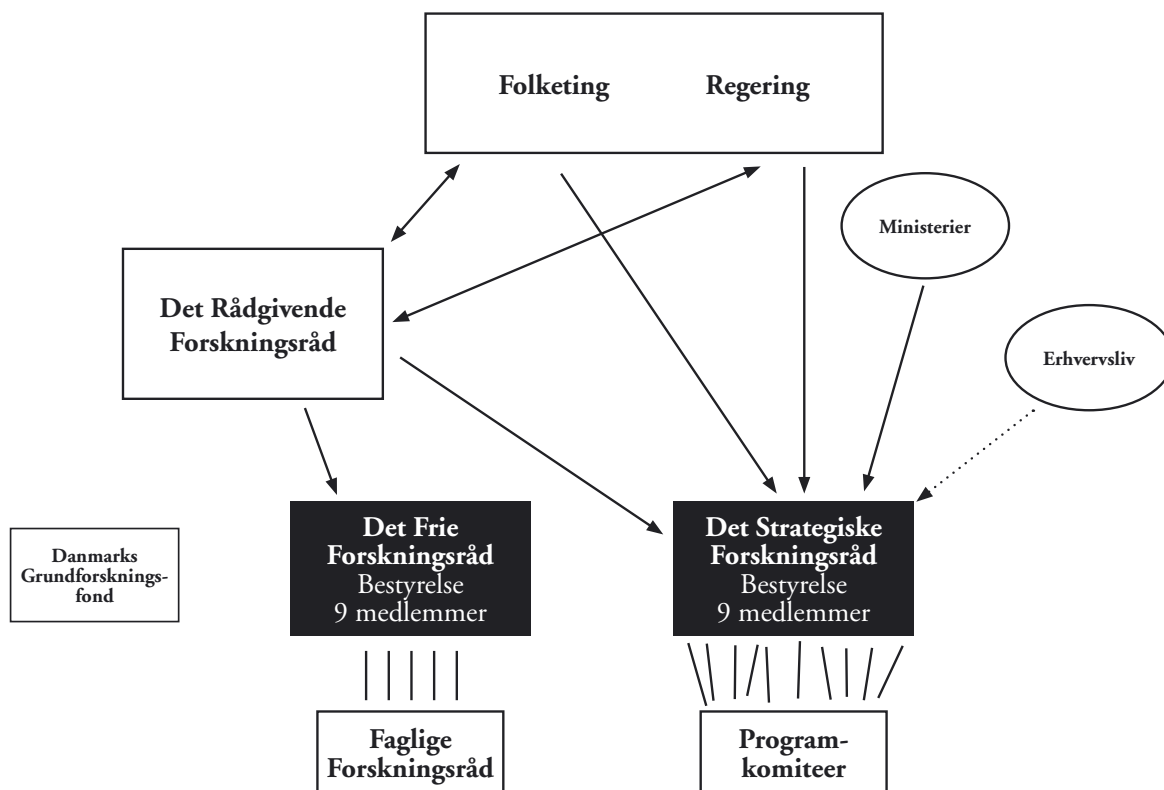 Folketing Regering
Ministerier
Det Rådgivende
Forskningsråd
Erhvervsliv
Danmarks
Grundforsknings-
fond
Det Frie
Forskningsråd
Bestyrelse
9 medlemmer
Det Strategiske
Forskningsråd
Bestyrelse
9 medlemmer
Faglige
Forskningsråd
Program-
komiteer